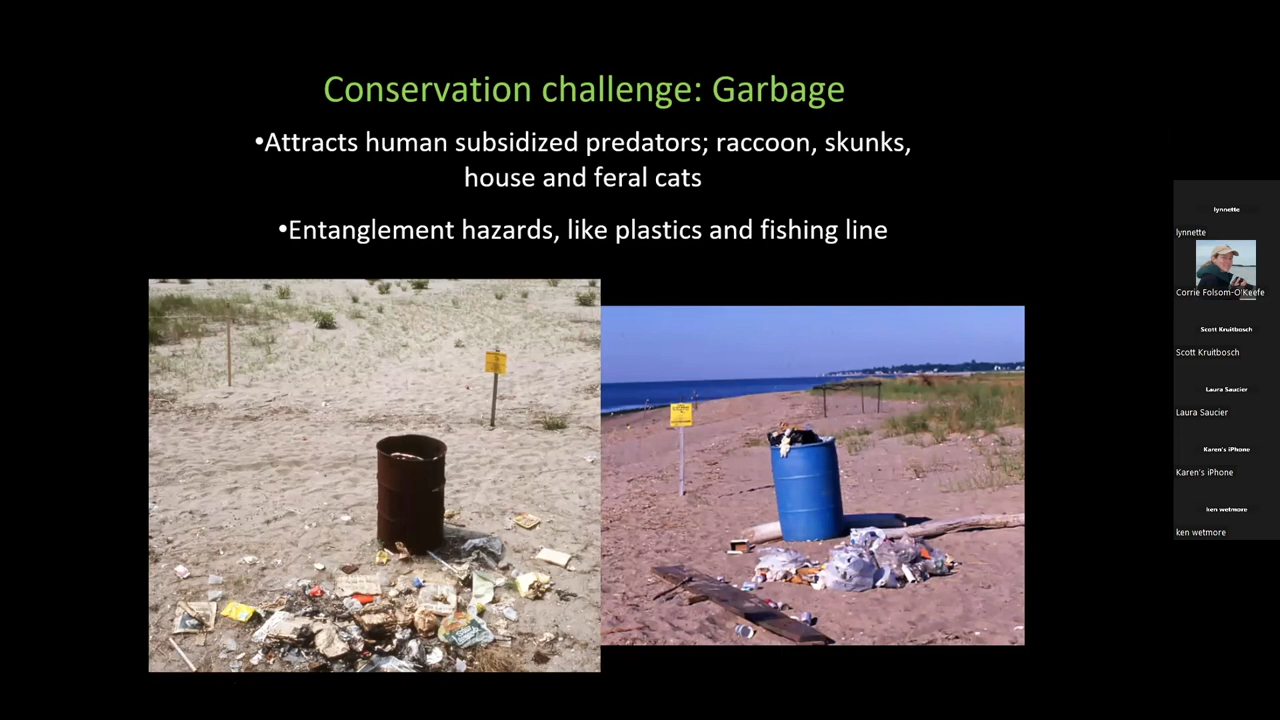 Conservation challenge: Garbage
•Attracts human subsidized predators; raccoon, skunks,
house and feral cats
•Entanglement hazards, like plastics and fishing line
lynnette
lynnette
Corrie Folsom-O'Keefe
Scott Kruitbosch
Scott Kruitbosch
Laura Saucier
Laura Saucier
Karen's iPhone
Karen's iPhone
ken wetmore
ken wetmore